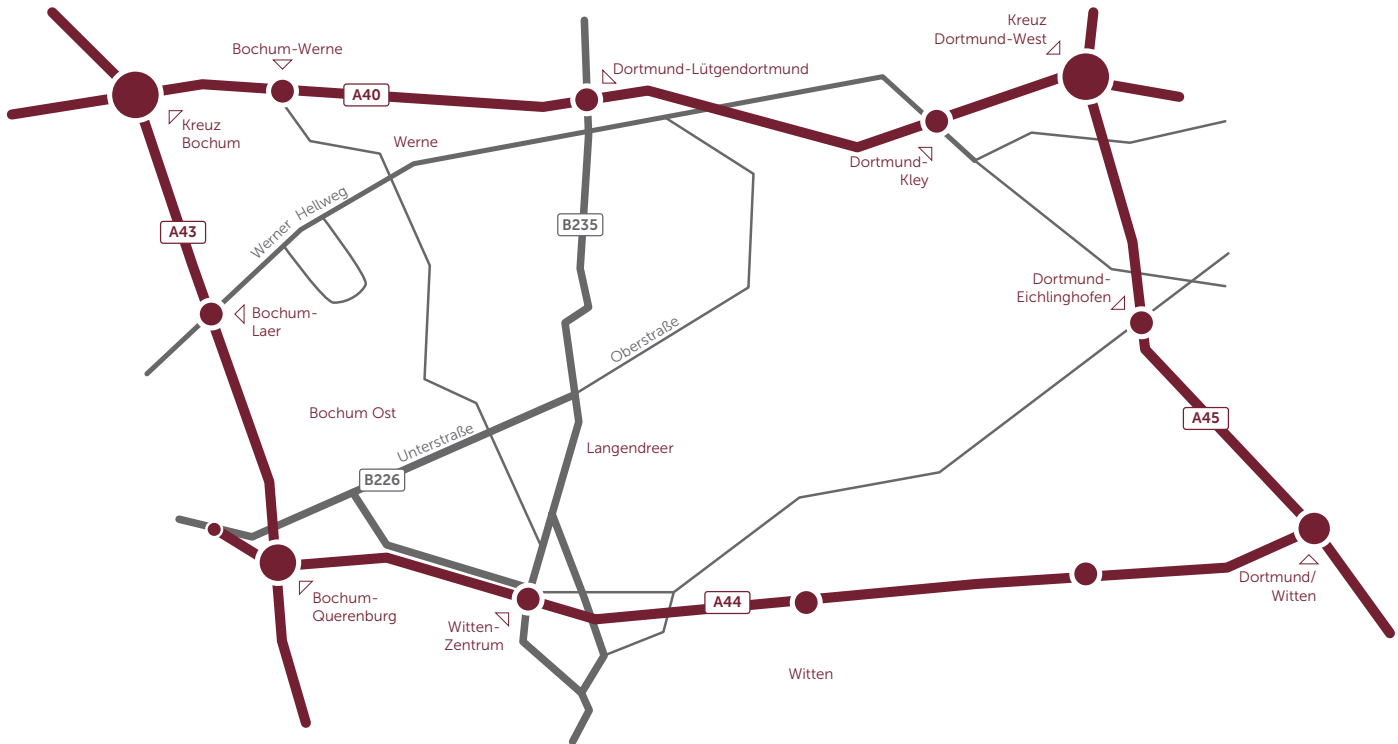 Kreuz
Dortmund-West
Bochum-Werne
Dortmund-Lütgendortmund
A40
Kreuz
Bochum
Werne
Dortmund-
Kley
Werner Hellweg
A43
B235
Dortmund-
Eichlinghofen
Bochum-
Laer
Oberstraße
Bochum Ost
A45
Unterstraße
Langendreer
B226
Dortmund/
Witten
Bochum-
Querenburg
A44
Witten-
Zentrum
Witten